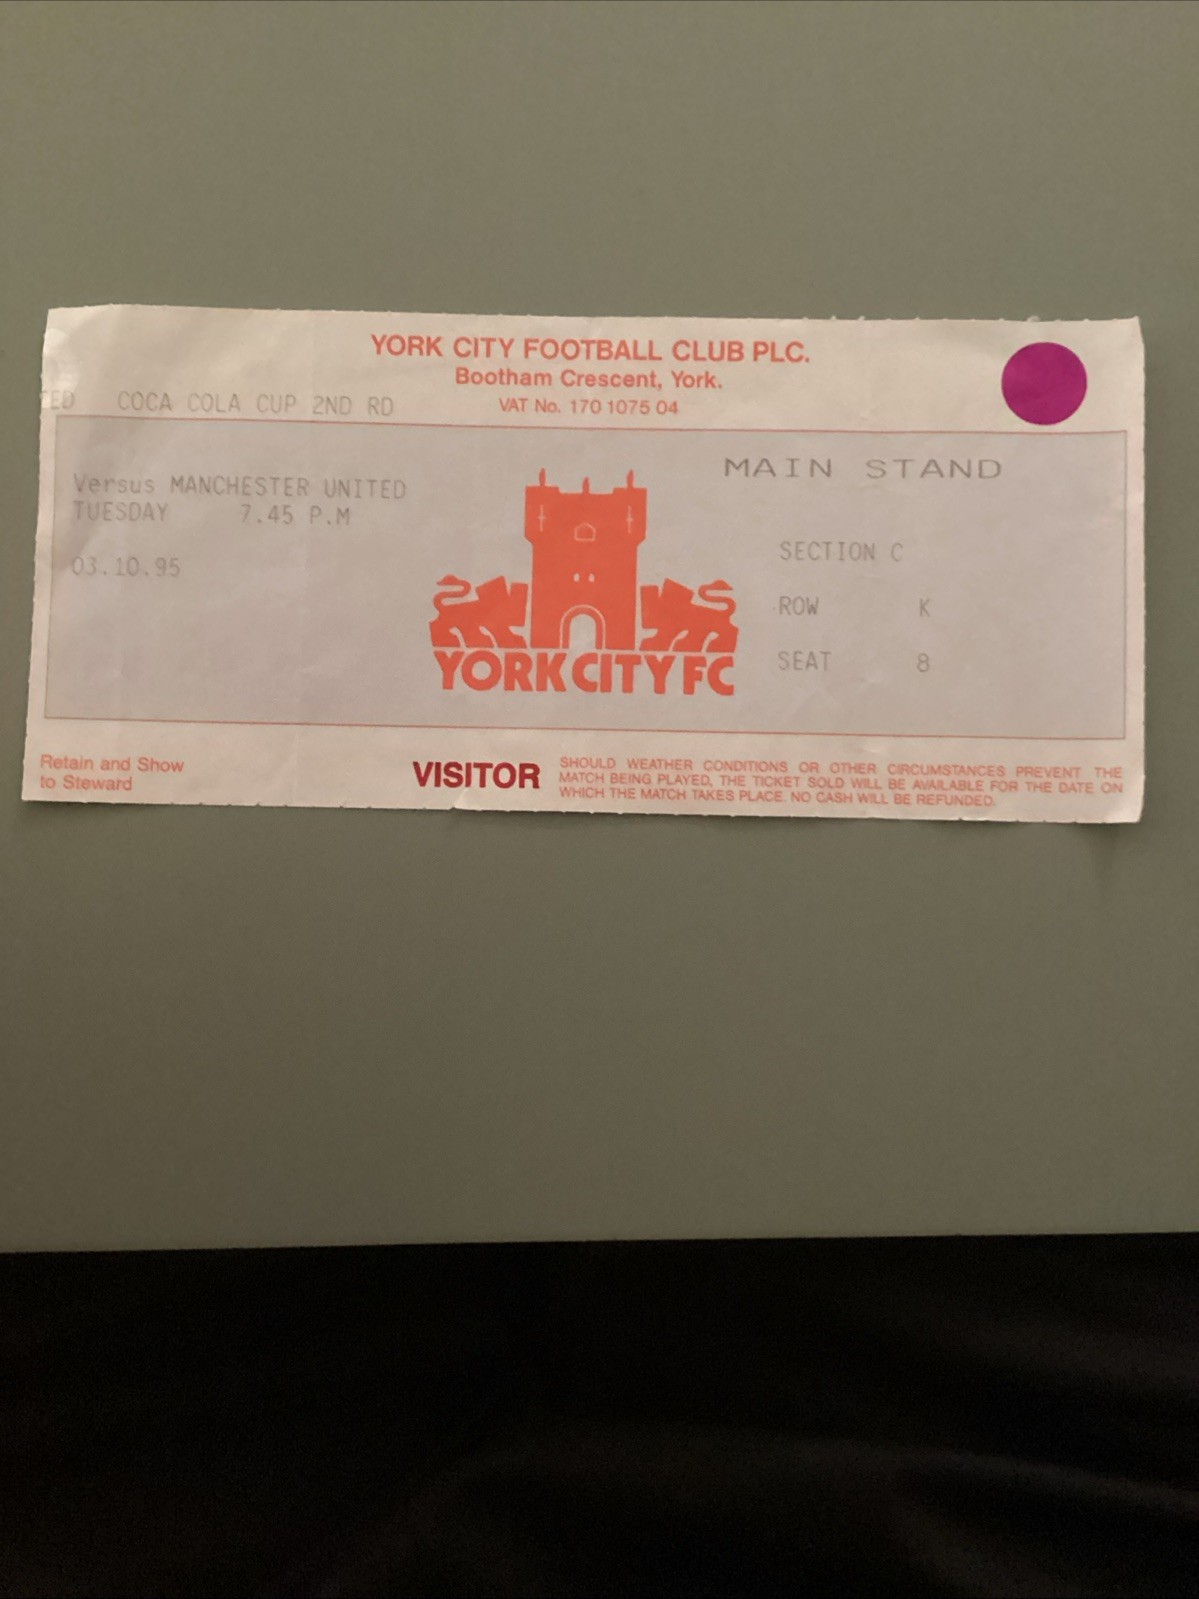 YORK CITY FOOTBALL CLUB PLC.
Bootham Crescent, York.
VAT No. 170 1075 04
ED COCA COLA CUP 2ND RD
Versus MANCHESTER UNITED
TUESDAY 7.45 P.M
03.10.95
YORK CITY FC
MAIN STAND
SECTION C
ROW K
SEAT 8
Retain and Show
to Steward
VISITOR
SHOULD WEATHER CONDITIONS OR OTHER CIRCUMSTANCES PREVENT THE
MATCH BEING PLAYED, THE TICKET SOLD WILL BE AVAILABLE FOR THE DATE ON
WHICH THE MATCH TAKES PLACE. NO CASH WILL BE REFUNDED.